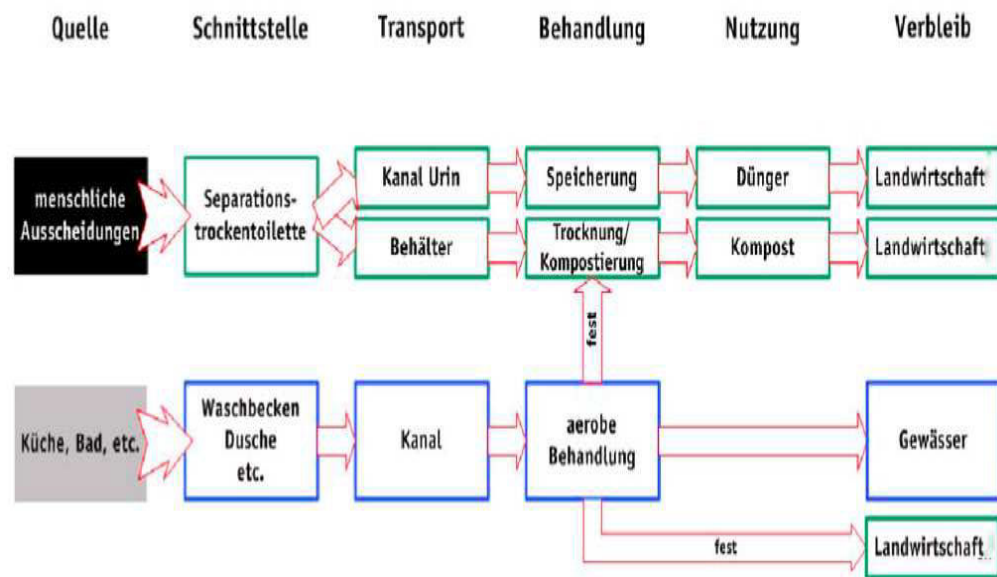 Quelle Schnittstelle Transport Behandlung Nutzung Verbleib
menschliche
Ausscheidungen
Separations-
trockentoilette
Kanal Urin
Speicherung
Dünger
Landwirtschaft
Behälter
Trocknung/
Kompostierung
Kompost
Landwirtschaft
fest
Küche, Bad, etc.
Waschbecken
Dusche
etc.
Kanal
aerobe
Behandlung
Gewässer
fest
Landwirtschaft